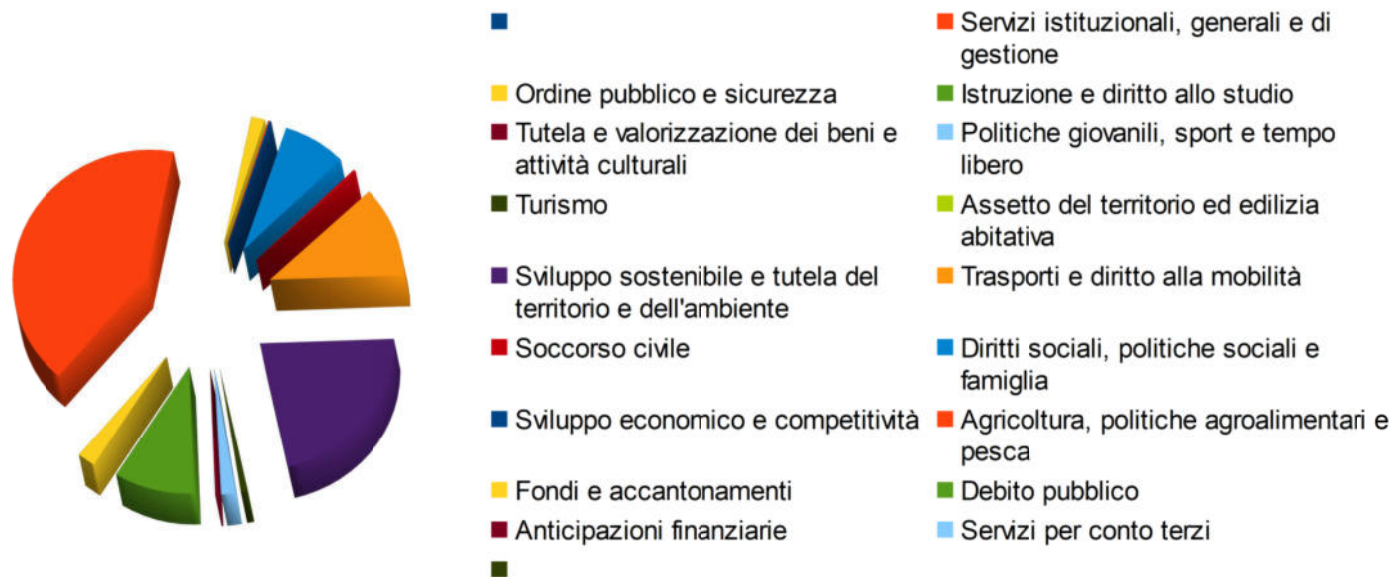 Servizi istituzionali, generali e di
gestione
Ordine pubblico e sicurezza
Istruzione e diritto allo studio
Tutela e valorizzazione dei beni e
attività culturali
Politiche giovanili, sport e tempo
libero
Turismo
Assetto del territorio ed edilizia
abitativa
Sviluppo sostenibile e tutela del
territorio e dell'ambiente
Trasporti e diritto alla mobilità
Soccorso civile
Diritti sociali, politiche sociali e
famiglia
Sviluppo economico e competitività
Agricoltura, politiche agroalimentari e
pesca
Fondi e accantonamenti
Debito pubblico
Anticipazioni finanziarie
Servizi per conto terzi